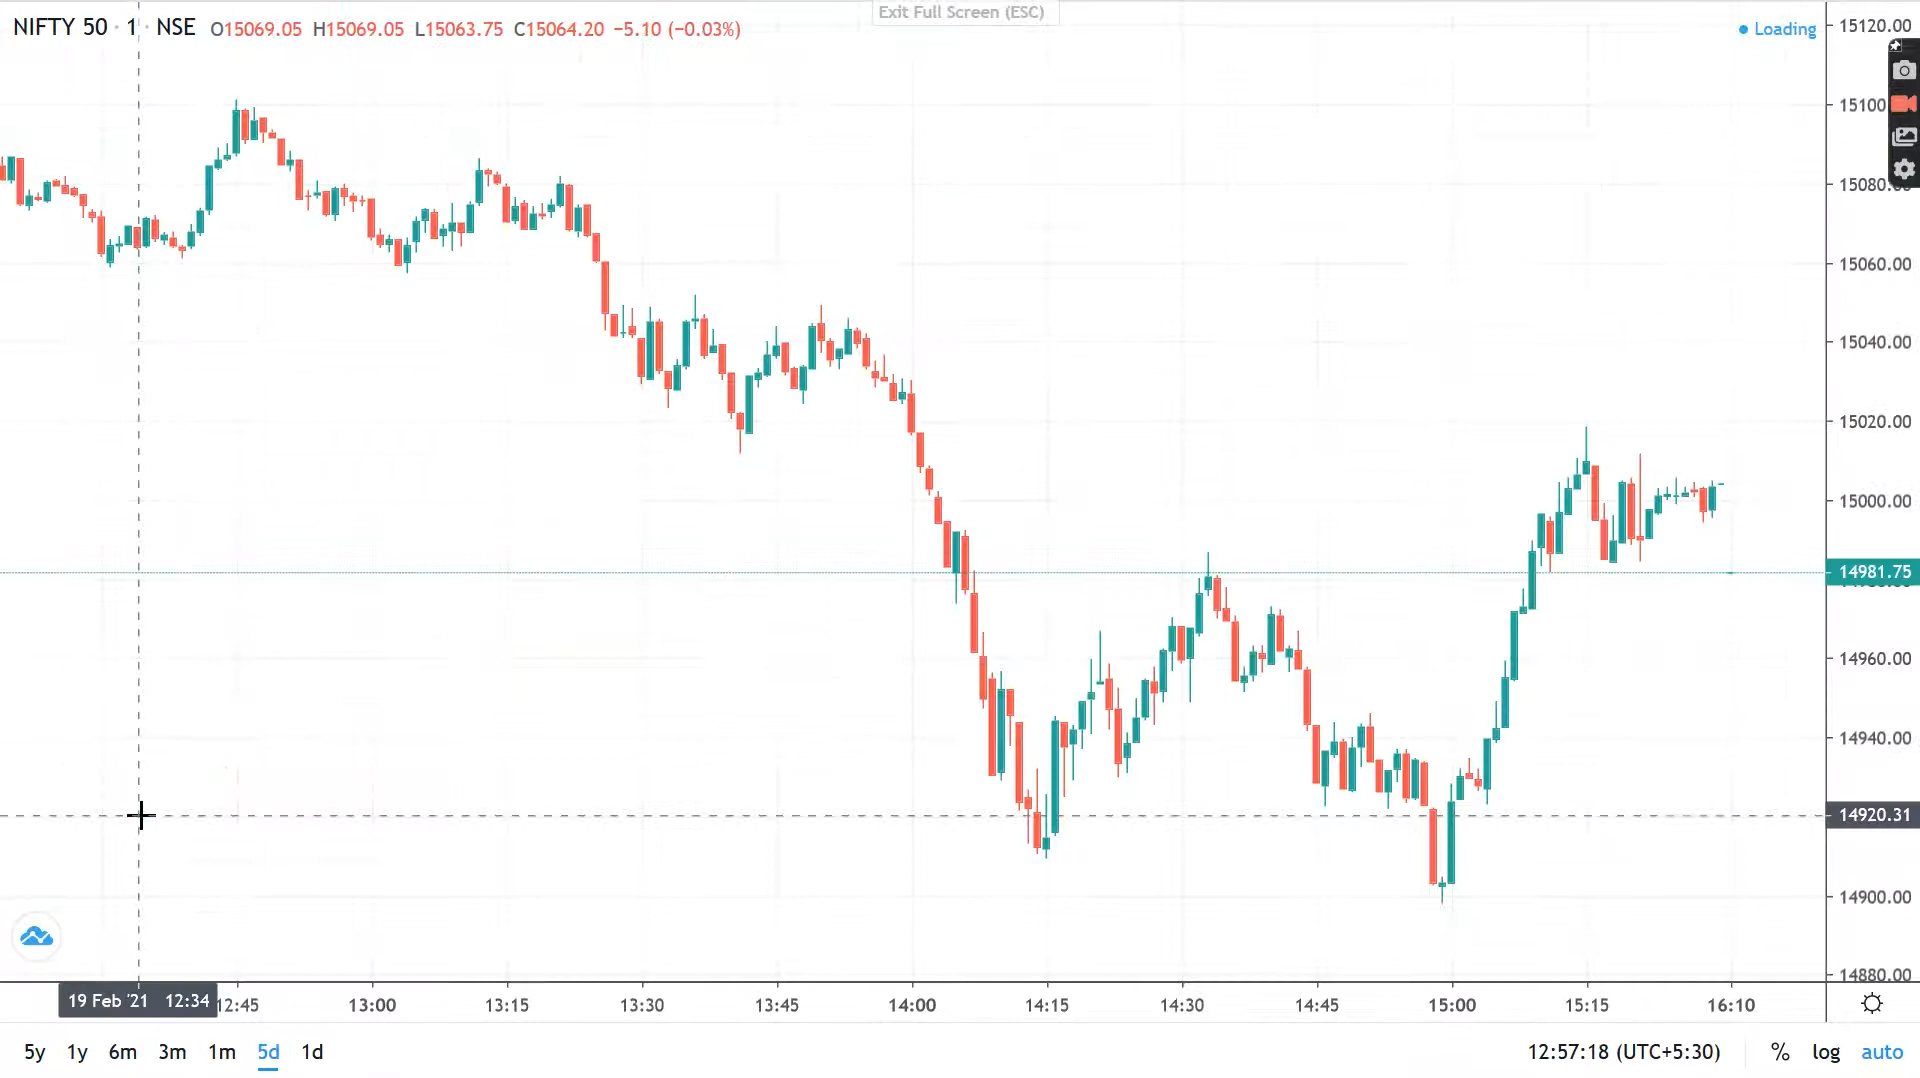 Exit Full Screen (ESC)
NIFTY 50 · 1 · NSE O15069.05 H15069.05 L15063.75 C15064.20 −5.10 (−0.03%)
Loading
15120.00
15100
15080.00
15060.00
15040.00
15020.00
15000.00
14981.75
14960.00
14940.00
14920.31
14900.00
14880.00
19 Feb '21 12:34
12:45 13:00 13:15 13:30 13:45 14:00 14:15 14:30 14:45 15:00 15:15 16:10
5y 1y 6m 3m 1m 5d 1d
12:57:18 (UTC+5:30) % log auto